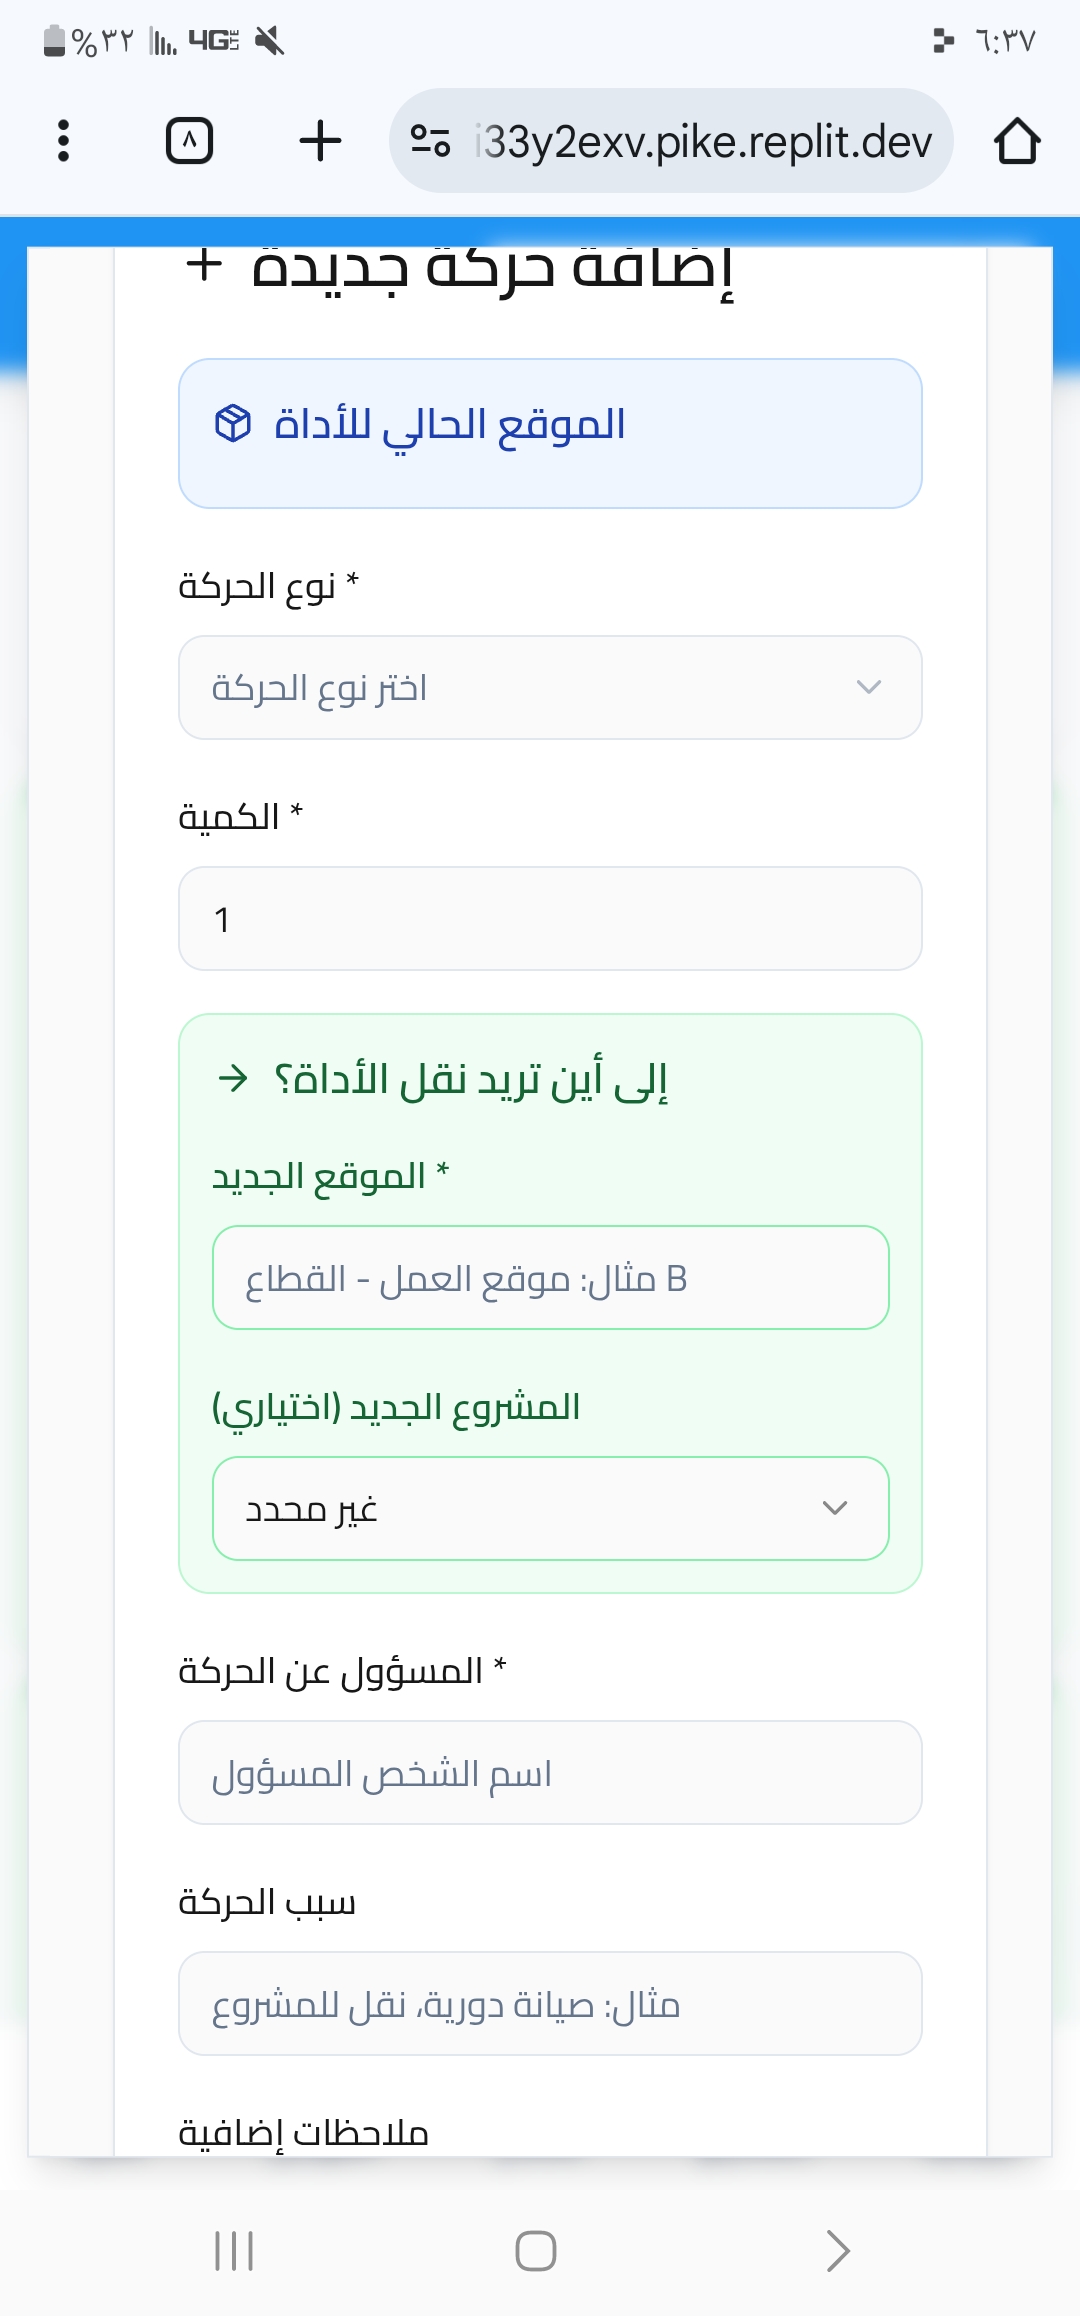 %٣٢ 4G LTE ٦:٣٧
٨ i33y2exv.pike.replit.dev
إضافة حركة جديدة
الموقع الحالي للأداة
نوع الحركة *
اختر نوع الحركة
الكمية *
1
إلى أين تريد نقل الأداة؟
الموقع الجديد *
مثال: موقع العمل - القطاع B
المشروع الجديد (اختياري)
غير محدد
المسؤول عن الحركة *
اسم الشخص المسؤول
سبب الحركة
مثال: صيانة دورية، نقل للمشروع
ملاحظات إضافية